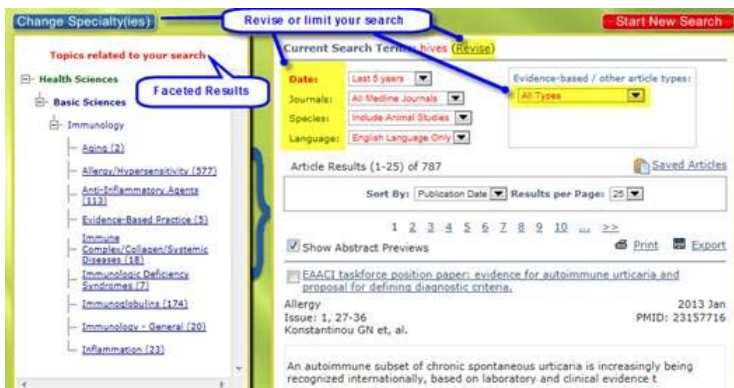 Change Specialty(ies)
Revise or limit your search
Start New Search
Topics related to your search
Faceted Results
Health Sciences
Basic Sciences
Immunology
Aging (2)
Allergy/Hypersensitivity (577)
Anti-Inflammatory Agents
(113)
Evidence-Based Practice (5)
Immune
Complex/Collagen/Systemic
Diseases (18)
Immunologic Deficiency
Syndromes (7)
Immunoglobulins (174)
Immunology - General (20)
Inflammation (23)
Current Search Terms: hives (Revise)
Date: Last 5 years
Journals: All Medline Journals
Species: Include Animal Studies
Language: English Language Only
Evidence-based / other article types:
All Types
Article Results (1-25) of 787
Saved Articles
Sort By: Publication Date Results per Page: 25
1 2 3 4 5 6 7 8 9 10 ... >>
Show Abstract Previews
Print Export
EAACI taskforce position paper: evidence for autoimmune urticaria and
proposal for defining diagnostic criteria.
Allergy 2013 Jan
Issue: 1, 27-36 PMID: 23157716
Konstantinou GN et, al.
An autoimmune subset of chronic spontaneous urticaria is increasingly being
recognized internationally, based on laboratory and clinical evidence t